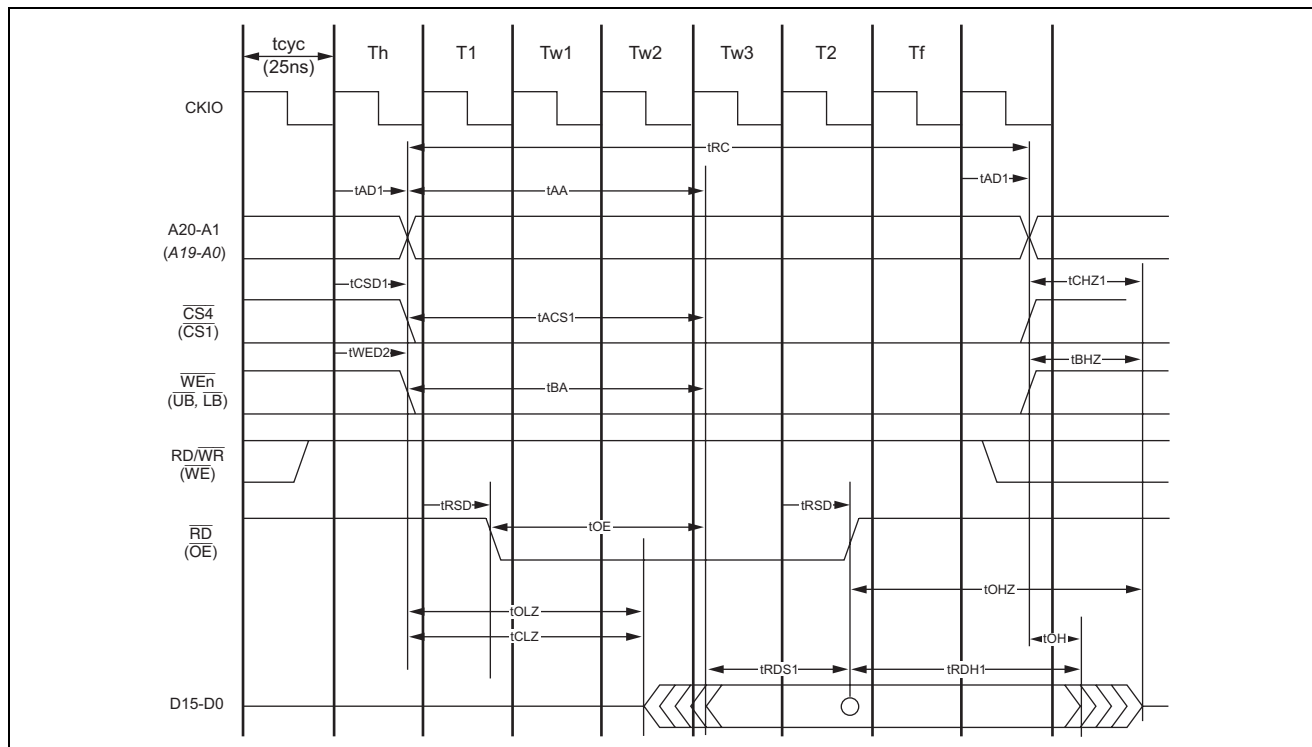 tcyc Th T1 Tw1 Tw2 Tw3 T2 Tf
(25ns)
CKIO
tRC
tAD1 tAA tAD1
A20-A1
(A19-A0)
tCSD1 tCHZ1
CS4
(CS1) tACS1
tWED2 tBHZ
WEn
(UB, LB) tBA
RD/WR
(WE)
tRSD tRSD
RD
(OE) tOE
tOHZ
tOLZ
tCLZ tOH
tRDS1 tRDH1
D15-D0